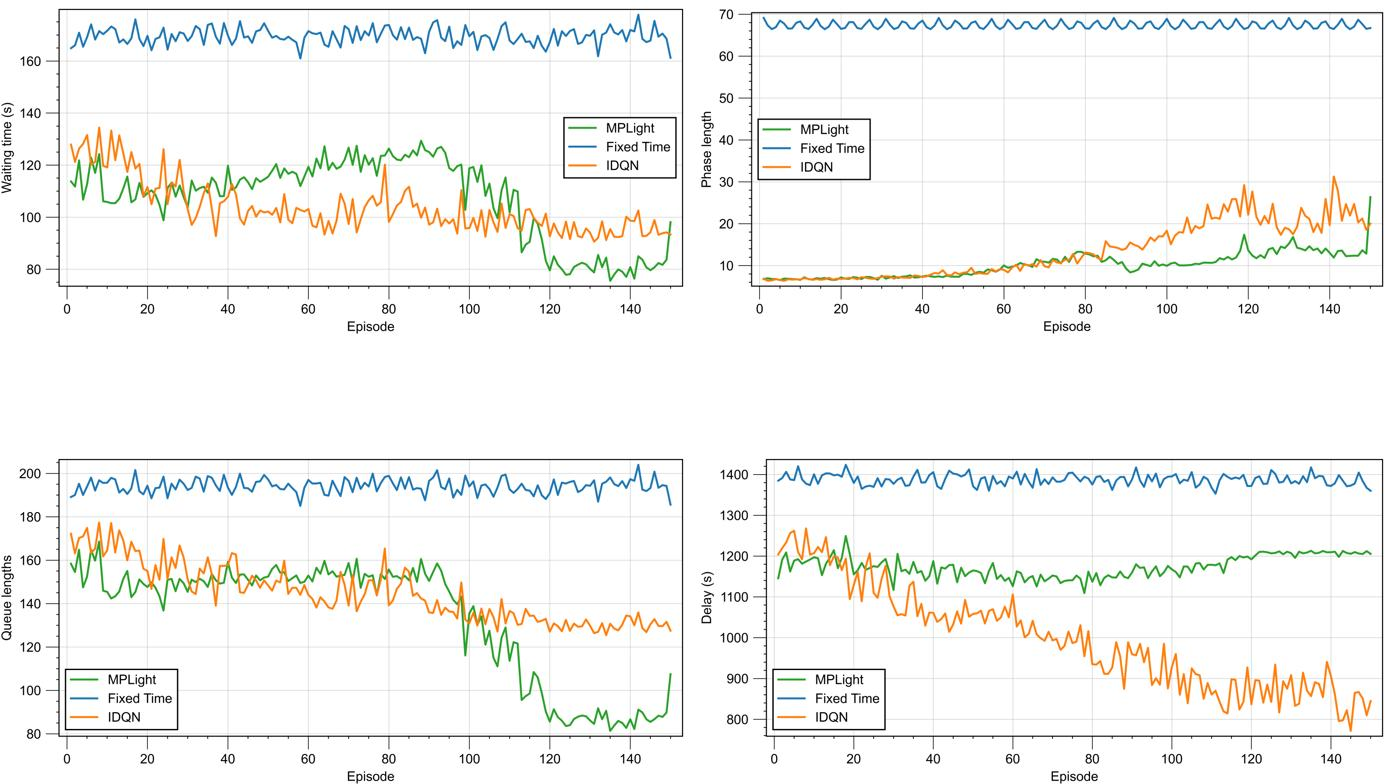 Waiting time (s)
160
140
120
100
80
MPLight
Fixed Time
IDQN
0 20 40 60 80 100 120 140
Episode
Phase length
70
60
50
40
30
20
10
MPLight
Fixed Time
IDQN
0 20 40 60 80 100 120 140
Episode
Queue lengths
200
180
160
140
120
100
80
MPLight
Fixed Time
IDQN
0 20 40 60 80 100 120 140
Episode
Delay (s)
1400
1300
1200
1100
1000
900
800
MPLight
Fixed Time
IDQN
0 20 40 60 80 100 120 140
Episode